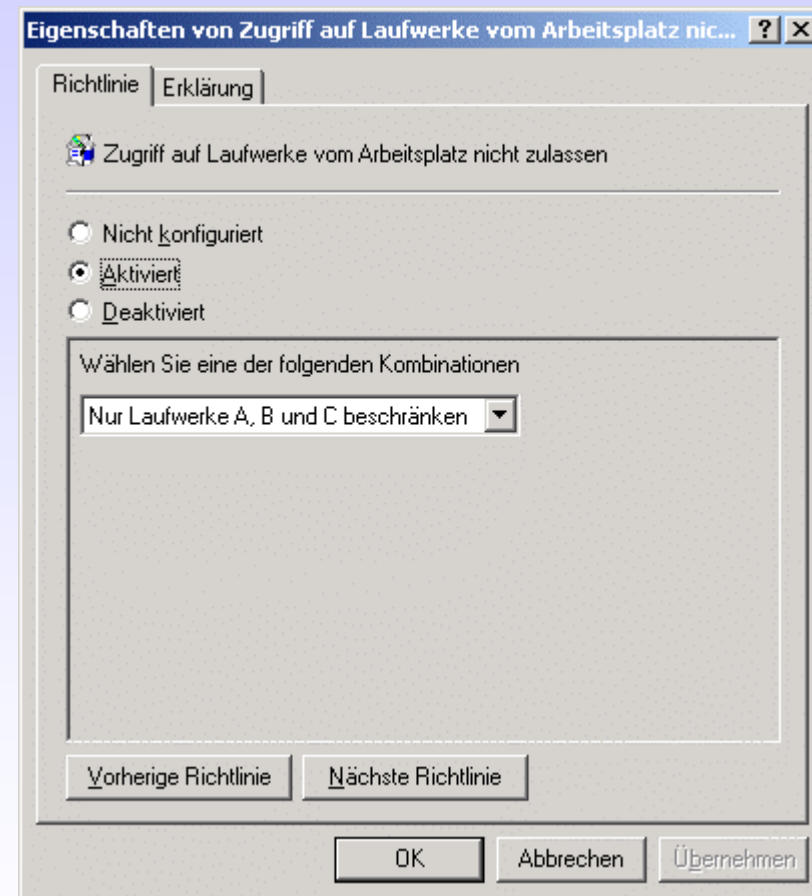 Eigenschaften von Zugriff auf Laufwerke vom Arbeitsplatz nic...
Richtlinie Erklärung
Zugriff auf Laufwerke vom Arbeitsplatz nicht zulassen
Nicht konfiguriert
Aktiviert
Deaktiviert
Wählen Sie eine der folgenden Kombinationen
Nur Laufwerke A, B und C beschränken
Vorherige Richtlinie Nächste Richtlinie
OK Abbrechen Übernehmen